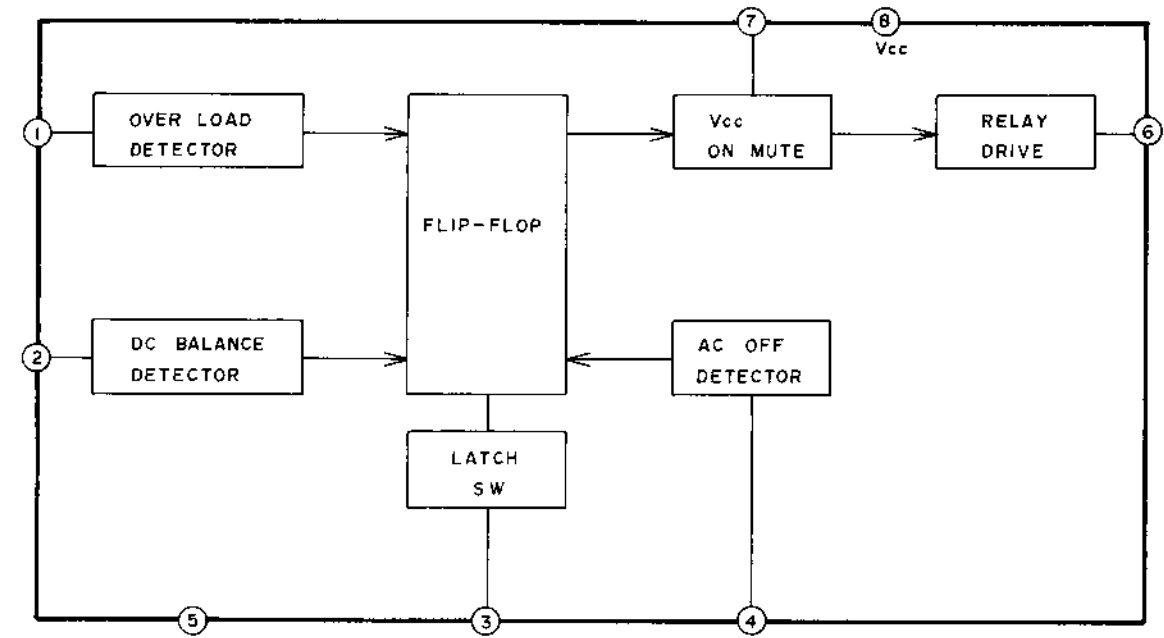 7
8
Vcc
1
OVER LOAD
DETECTOR
FLIP-FLOP
Vcc
ON MUTE
RELAY
DRIVE
6
2
DC BALANCE
DETECTOR
AC OFF
DETECTOR
LATCH
SW
5
3
4